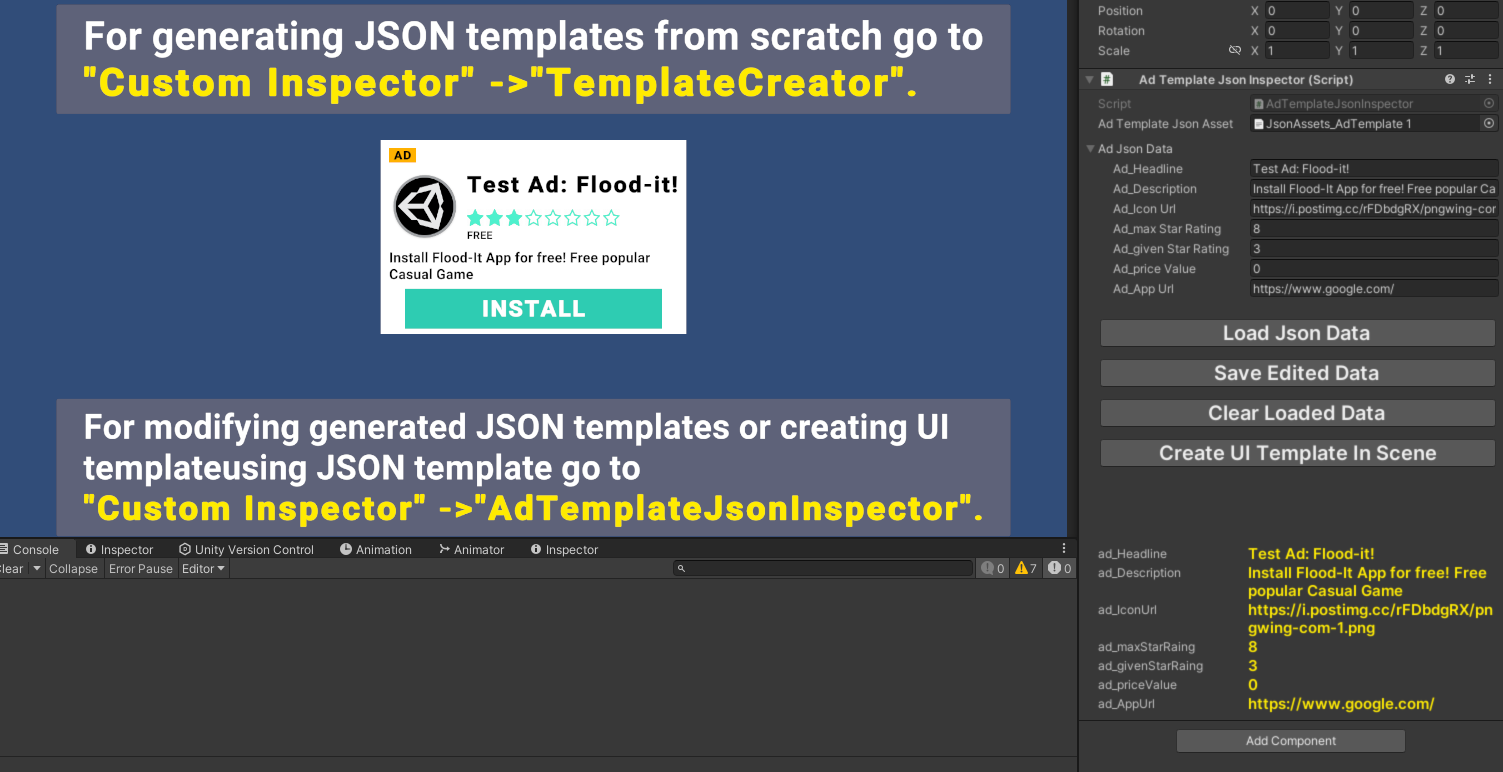 For generating JSON templates from scratch go to
"Custom Inspector" ->"TemplateCreator".
AD
Test Ad: Flood-it!
FREE
Install Flood-It App for free! Free popular
Casual Game
INSTALL
For modifying generated JSON templates or creating UI
templateusing JSON template go to
"Custom Inspector" ->"AdTemplateJsonInspector".
Console Inspector Unity Version Control Animation Animator Inspector
lear Collapse Error Pause Editor 0 7 0
Position X 0 Y 0 Z 0
Rotation X 0 Y 0 Z 0
Scale X 1 Y 1 Z 1
# Ad Template Json Inspector (Script)
Script AdTemplateJsonInspector
Ad Template Json Asset JsonAssets_AdTemplate 1
Ad Json Data
Ad_Headline Test Ad: Flood-it!
Ad_Description Install Flood-It App for free! Free popular Ca
Ad_Icon Url https://i.postimg.cc/rFDbdgRX/pngwing-cor
Ad_max Star Rating 8
Ad_given Star Rating 3
Ad_price Value 0
Ad_App Url https://www.google.com/
Load Json Data
Save Edited Data
Clear Loaded Data
Create UI Template In Scene
ad_Headline Test Ad: Flood-it!
ad_Description Install Flood-It App for free! Free
popular Casual Game
ad_IconUrl https://i.postimg.cc/rFDbdgRX/pn
gwing-com-1.png
ad_maxStarRaing 8
ad_givenStarRaing 3
ad_priceValue 0
ad_AppUrl https://www.google.com/
Add Component